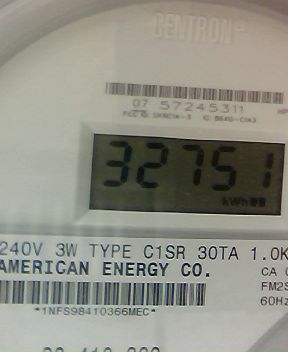 CENTRON®
07 57245311
32751
kWh
240V 3W TYPE C1SR 30TA 1.0K
AMERICAN ENERGY CO.
CA
FM2S
60Hz
*1NFS98410366MEC*